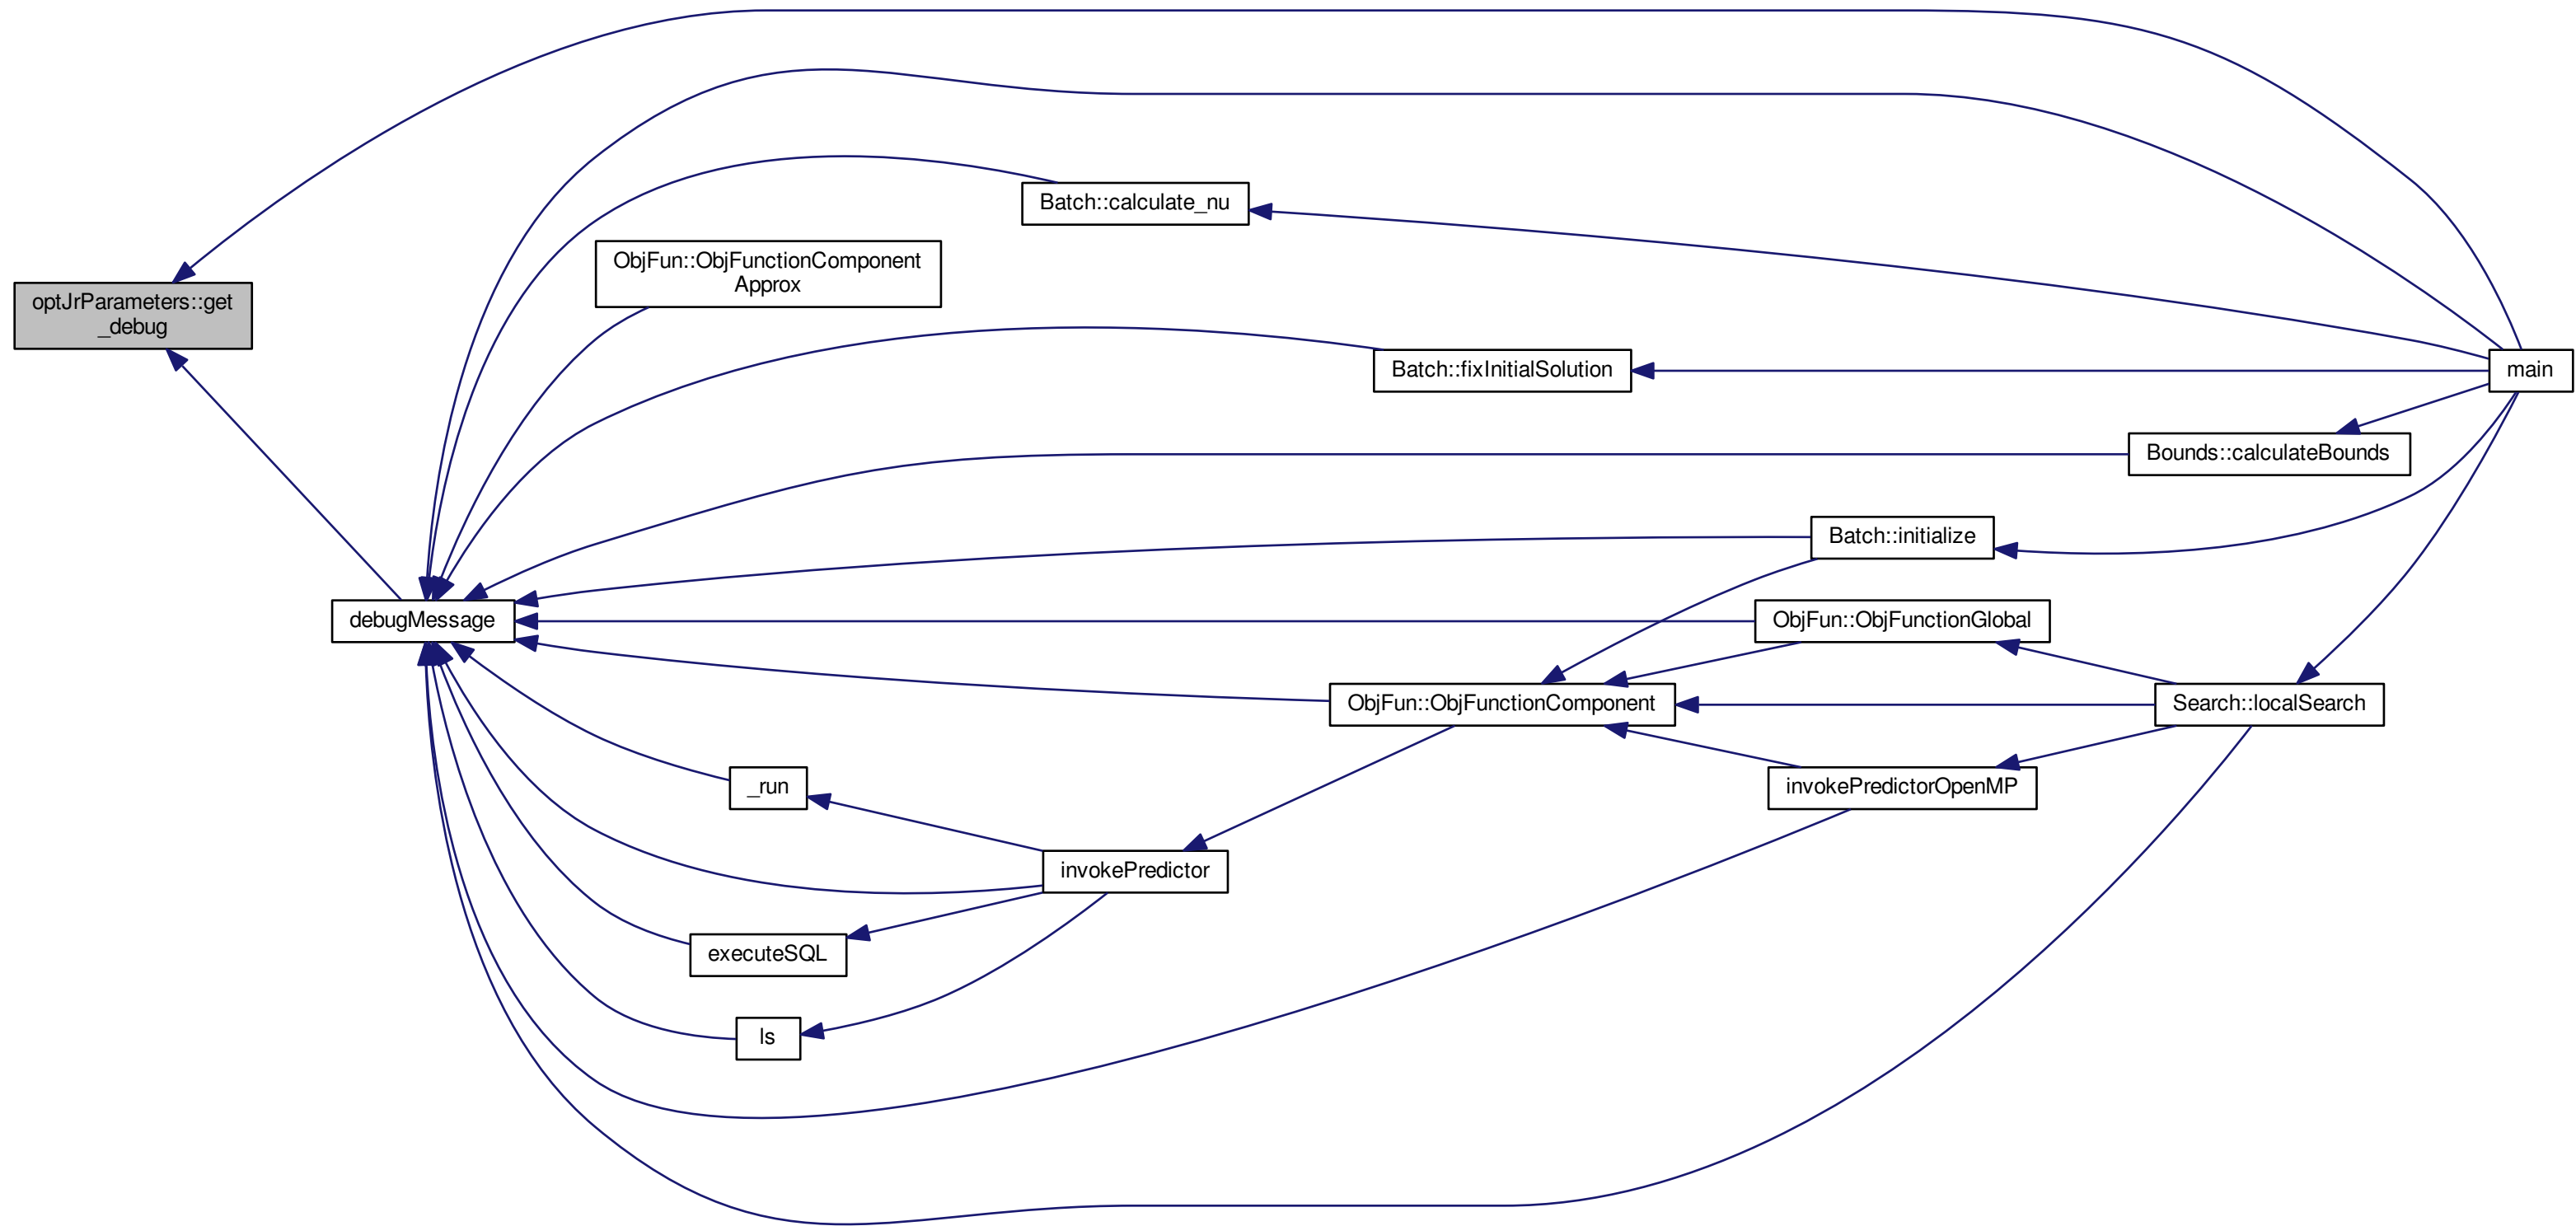 Batch::calculate_nu
ObjFun::ObjFunctionComponent
Approx
optJrParameters::get
_debug
Batch::fixInitialSolution
main
Bounds::calculateBounds
Batch::initialize
debugMessage
ObjFun::ObjFunctionGlobal
ObjFun::ObjFunctionComponent
Search::localSearch
_run
invokePredictorOpenMP
invokePredictor
executeSQL
ls